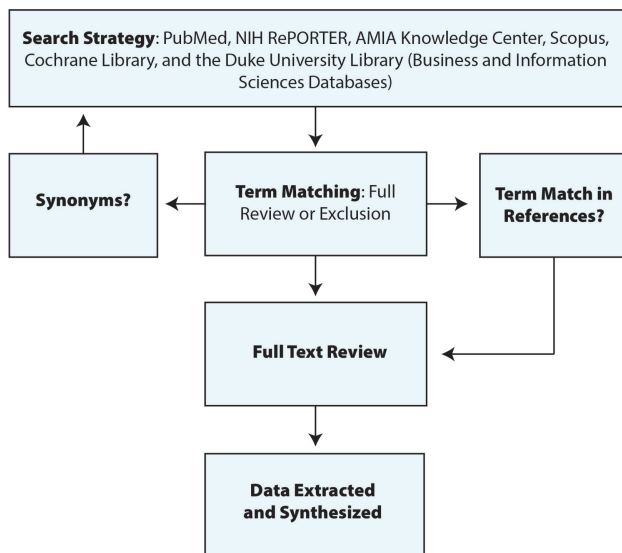 Search Strategy: PubMed, NIH RePORTER, AMIA Knowledge Center, Scopus,
Cochrane Library, and the Duke University Library (Business and Information
Sciences Databases)
Synonyms?
Term Matching: Full
Review or Exclusion
Term Match in
References?
Full Text Review
Data Extracted
and Synthesized